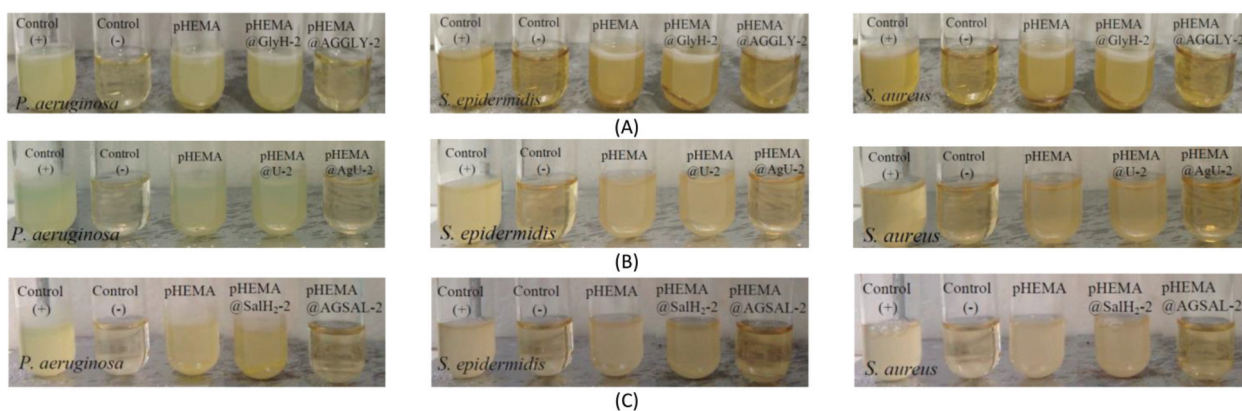 Control (+) Control (-) pHEMA pHEMA @GlyH-2 pHEMA @AGGLY-2
P. aeruginosa
Control (+) Control (-) pHEMA pHEMA @GlyH-2 pHEMA @AGGLY-2
S. epidermidis
Control (+) Control (-) pHEMA pHEMA @GlyH-2 pHEMA @AGGLY-2
S. aureus
(A)
Control (+) Control (-) pHEMA pHEMA @U-2 pHEMA @AgU-2
P. aeruginosa
Control (+) Control (-) pHEMA pHEMA @U-2 pHEMA @AgU-2
S. epidermidis
Control (+) Control (-) pHEMA pHEMA @U-2 pHEMA @AgU-2
S. aureus
(B)
Control (+) Control (-) pHEMA pHEMA @SalH₂-2 pHEMA @AGSAL-2
P. aeruginosa
Control (+) Control (-) pHEMA pHEMA @SalH₂-2 pHEMA @AGSAL-2
S. epidermidis
Control (+) Control (-) pHEMA pHEMA @SalH₂-2 pHEMA @AGSAL-2
S. aureus
(C)